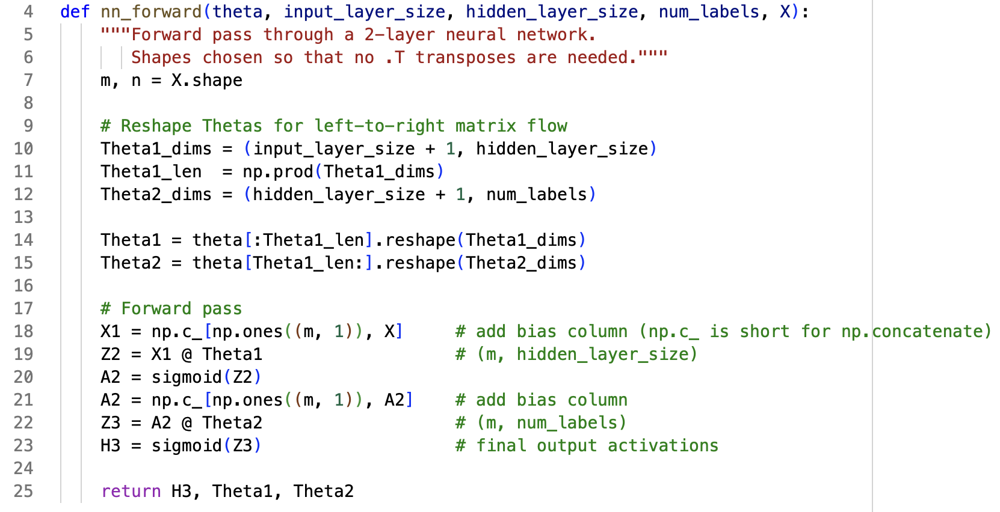 4 def nn_forward(theta, input_layer_size, hidden_layer_size, num_labels, X):
5     """Forward pass through a 2-layer neural network.
6        Shapes chosen so that no .T transposes are needed."""
7     m, n = X.shape
8
9     # Reshape Thetas for left-to-right matrix flow
10     Theta1_dims = (input_layer_size + 1, hidden_layer_size)
11     Theta1_len  = np.prod(Theta1_dims)
12     Theta2_dims = (hidden_layer_size + 1, num_labels)
13
14     Theta1 = theta[:Theta1_len].reshape(Theta1_dims)
15     Theta2 = theta[Theta1_len:].reshape(Theta2_dims)
16
17     # Forward pass
18     X1 = np.c_[np.ones((m, 1)), X]     # add bias column (np.c_ is short for np.concatenate)
19     Z2 = X1 @ Theta1                   # (m, hidden_layer_size)
20     A2 = sigmoid(Z2)
21     A2 = np.c_[np.ones((m, 1)), A2]    # add bias column
22     Z3 = A2 @ Theta2                   # (m, num_labels)
23     H3 = sigmoid(Z3)                   # final output activations
24
25     return H3, Theta1, Theta2